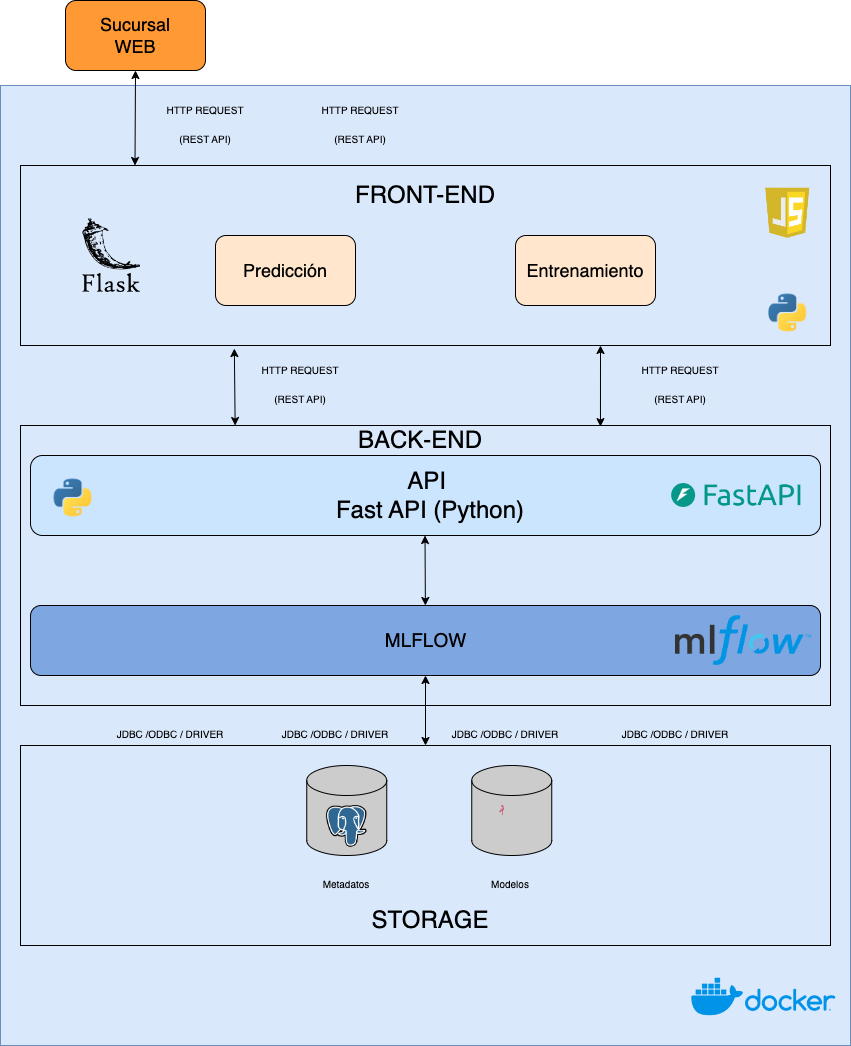 Sucursal
WEB
HTTP REQUEST
(REST API)
HTTP REQUEST
(REST API)
FRONT-END
JS
Flask
Predicción
Entrenamiento
HTTP REQUEST
(REST API)
HTTP REQUEST
(REST API)
BACK-END
API
Fast API (Python)
FastAPI
MLFLOW
mlflow™
JDBC /ODBC / DRIVER
JDBC /ODBC / DRIVER
JDBC /ODBC / DRIVER
JDBC /ODBC / DRIVER
Metadatos
Modelos
STORAGE
docker